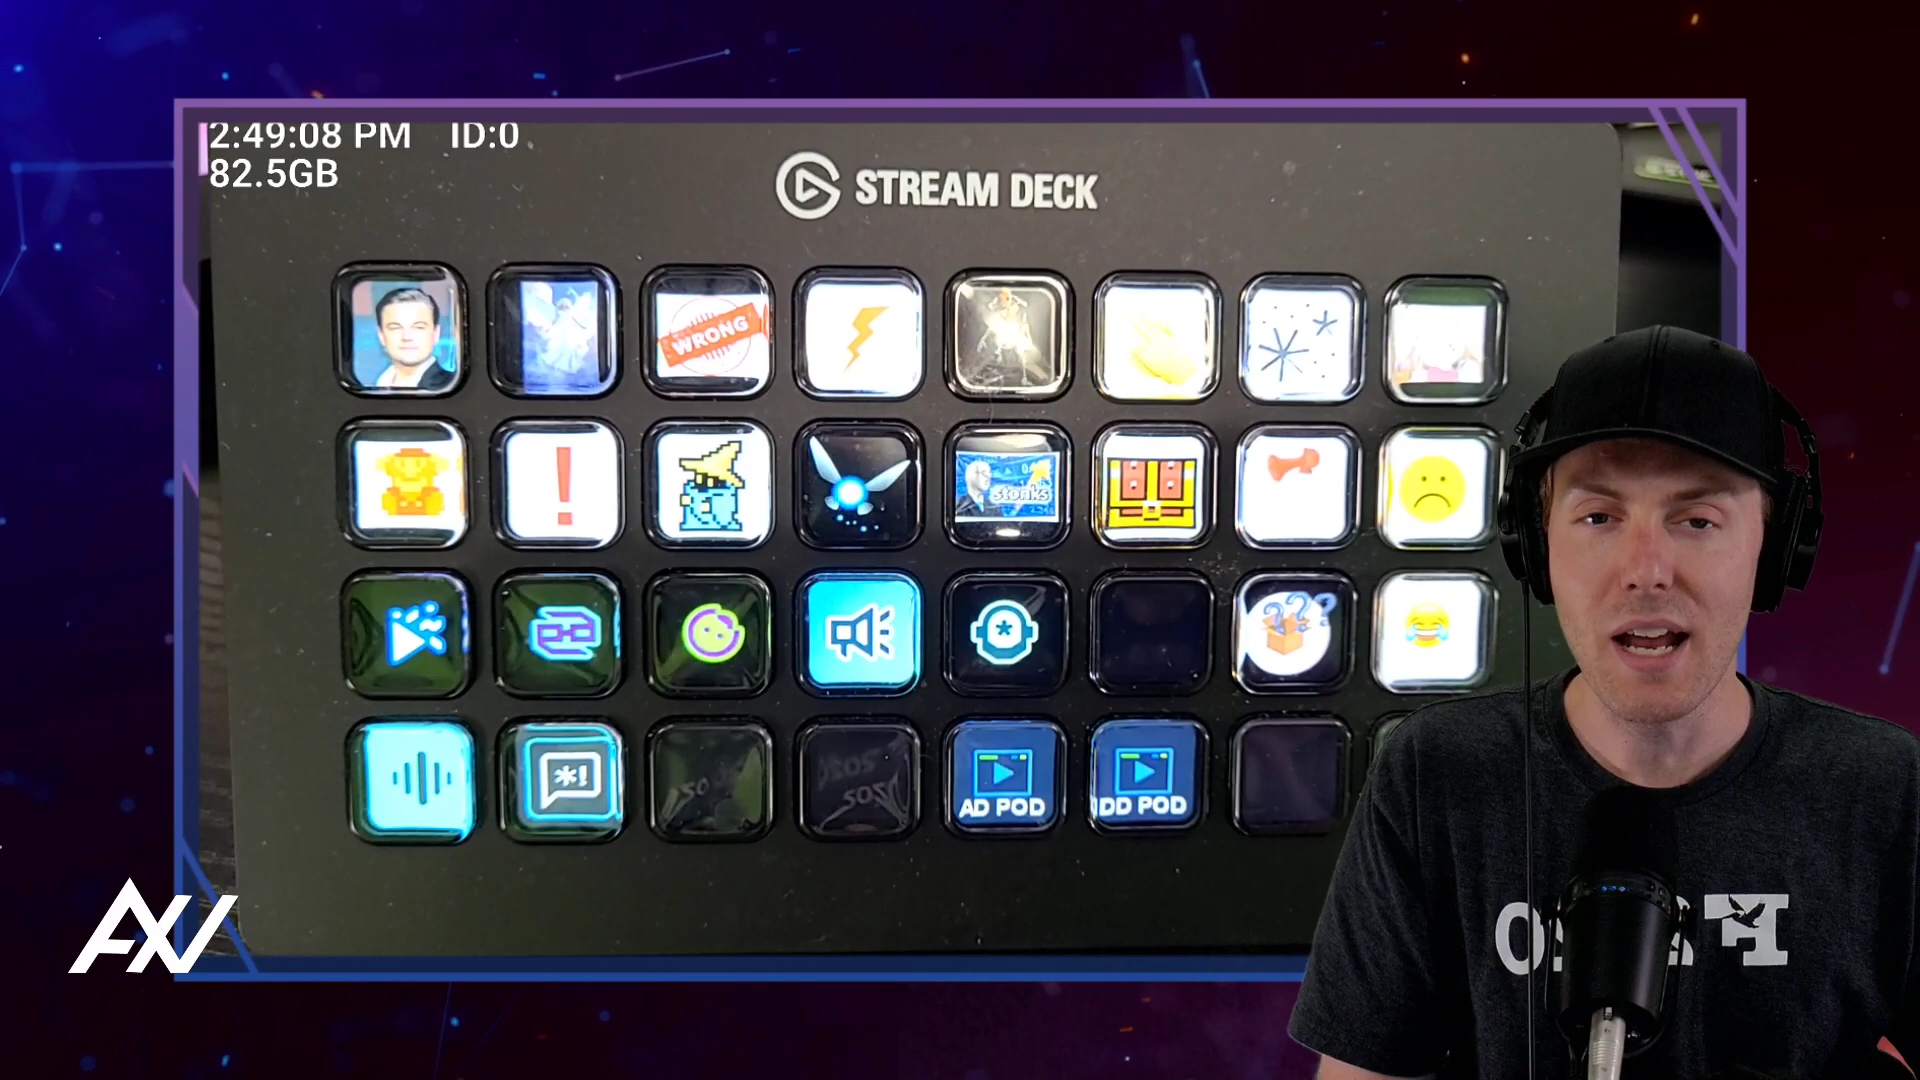 2:49:08 PM ID:0
82.5GB
STREAM DECK
WRONG
!
stonks
???
*!
AD POD
DD POD